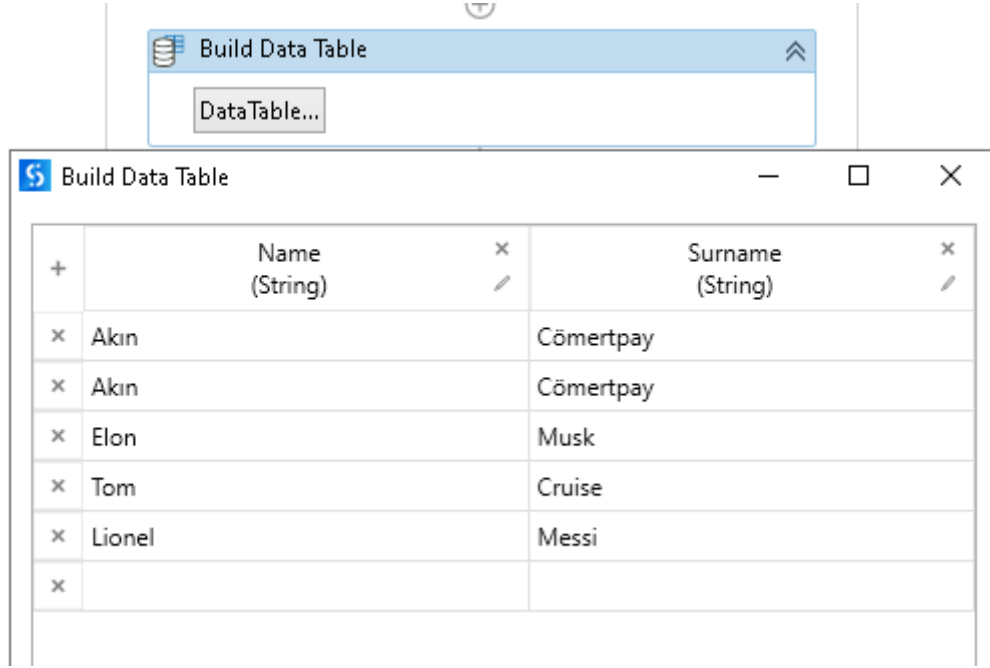 Build Data Table
DataTable...
Build Data Table
Name Surname
(String) (String)
Akın Cömertpay
Akın Cömertpay
Elon Musk
Tom Cruise
Lionel Messi